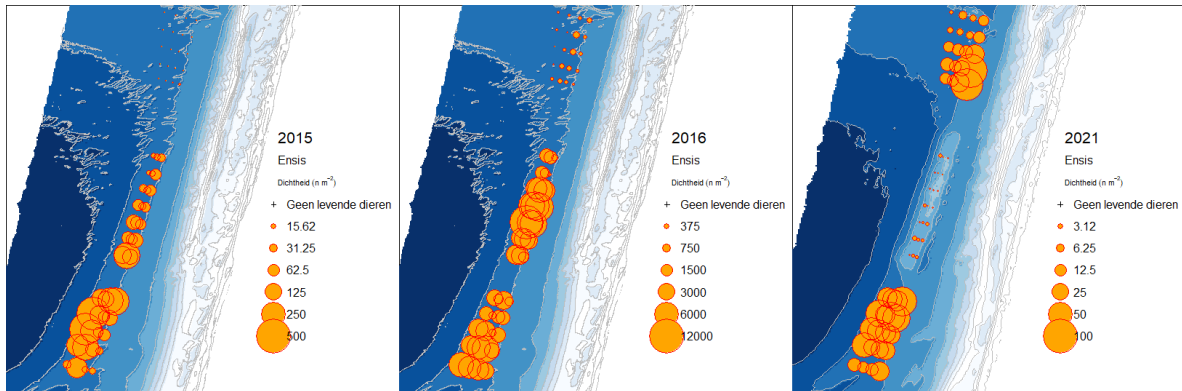 2015
Ensis
Dichtheid (n m⁻²)
Geen levende dieren
15.62
31.25
62.5
125
250
500
2016
Ensis
Dichtheid (n m⁻²)
Geen levende dieren
375
750
1500
3000
6000
12000
2021
Ensis
Dichtheid (n m⁻²)
Geen levende dieren
3.12
6.25
12.5
25
50
100